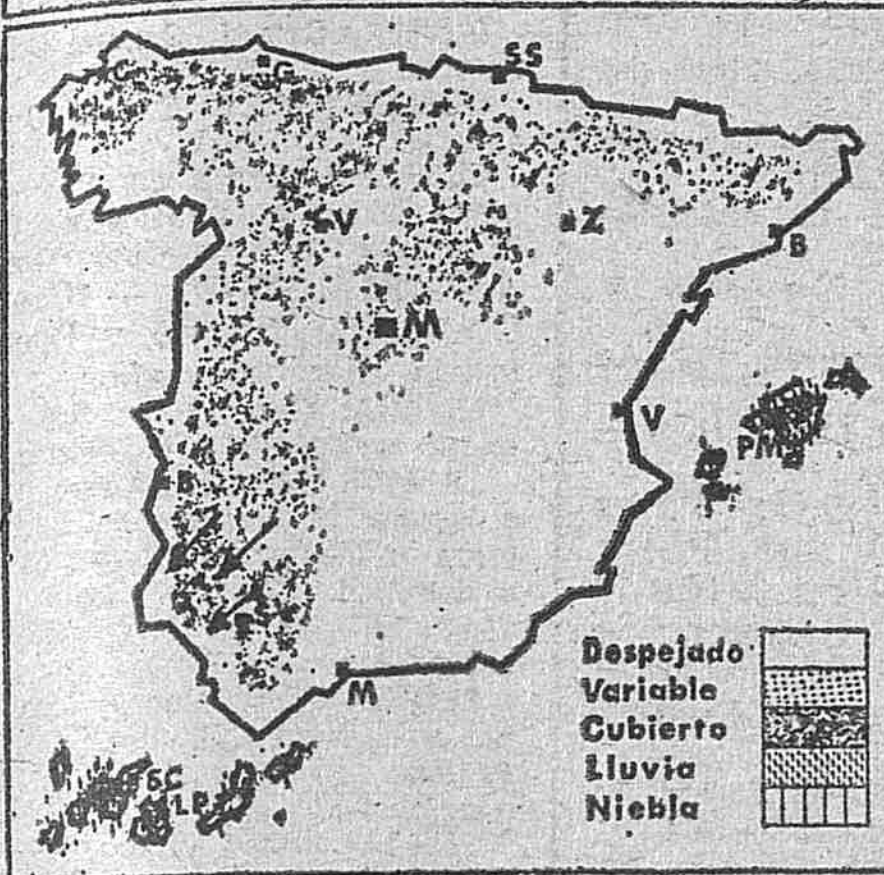 C
G
SS
V
Z
B
M
V
PM
B
M
SC
LP
Despejado
Variable
Cubierto
Lluvia
Niebla